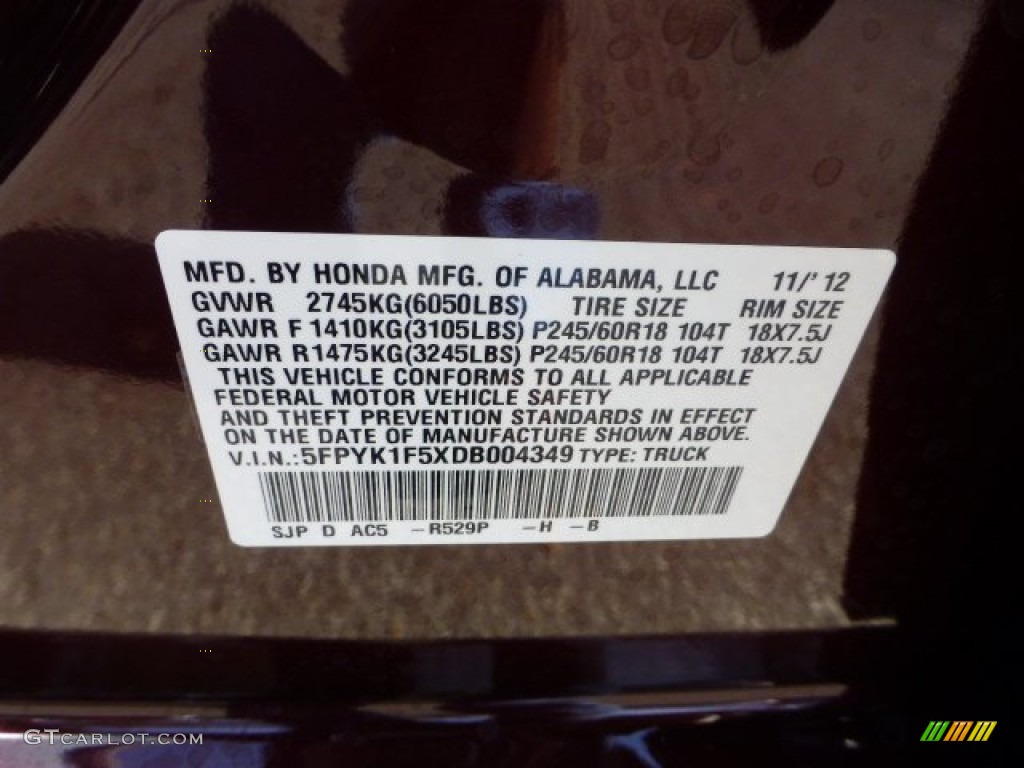 MFD. BY HONDA MFG. OF ALABAMA, LLC 11/' 12
GVWR 2745KG(6050LBS) TIRE SIZE RIM SIZE
GAWR F 1410KG(3105LBS) P245/60R18 104T 18X7.5J
GAWR R1475KG(3245LBS) P245/60R18 104T 18X7.5J
THIS VEHICLE CONFORMS TO ALL APPLICABLE
FEDERAL MOTOR VEHICLE SAFETY
AND THEFT PREVENTION STANDARDS IN EFFECT
ON THE DATE OF MANUFACTURE SHOWN ABOVE.
V.I.N.:5FPYK1F5XDB004349 TYPE: TRUCK
SJP D AC5 –R529P –H –B
GTCARLOT.COM